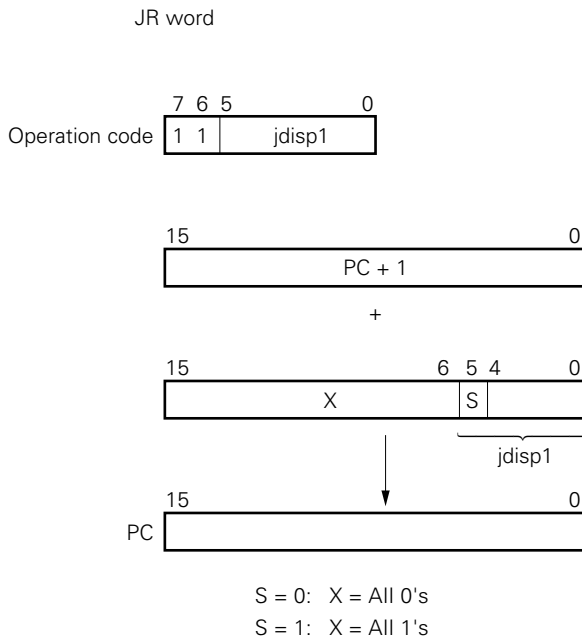 JR word
7 6 5 0
Operation code 1 1 jdisp1
15 0
PC + 1
+
15 6 5 4 0
X S
jdisp1
15 0
PC
S = 0: X = All 0's
S = 1: X = All 1's